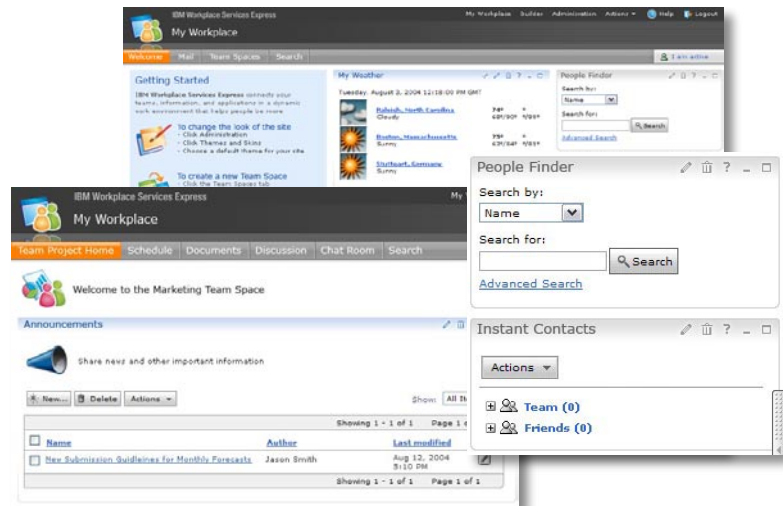 IBM Workplace Services Express
My Workplace Builder Administration Actions Help Logout
My Workplace
Welcome Mail Team Spaces Search
I am active
Getting Started
IBM Workplace Services Express connects your
teams, information, and applications in a dynamic
work environment that helps people be more
To change the look of the site
- Click Administration
- Click Themes and Skins
- Choose a default theme for your site
To create a new Team Space
- Click the Team Spaces tab
My Weather
Tuesday, August 3, 2004 12:18:00 PM GMT
Raleigh, North Carolina
Cloudy
Boston, Massachusetts
Sunny
Stuttgart, Germany
Sunny
People Finder
Search by:
Name
Search for:
Search
Advanced Search
People Finder
Search by:
Name
Search for:
Search
Advanced Search
Instant Contacts
Actions
Team (0)
Friends (0)
IBM Workplace Services Express
My
My Workplace
Team Project Home Schedule Documents Discussion Chat Room Search
Welcome to the Marketing Team Space
Announcements
Share news and other important information
New... Delete Actions
Show: All
Showing 1 - 1 of 1 Page 1
Name Author Last modified
New Submission Guidleines for Monthly Forecasts Jason Smith Aug 12, 2004
5:10 PM
Showing 1 - 1 of 1 Page 1 of 1